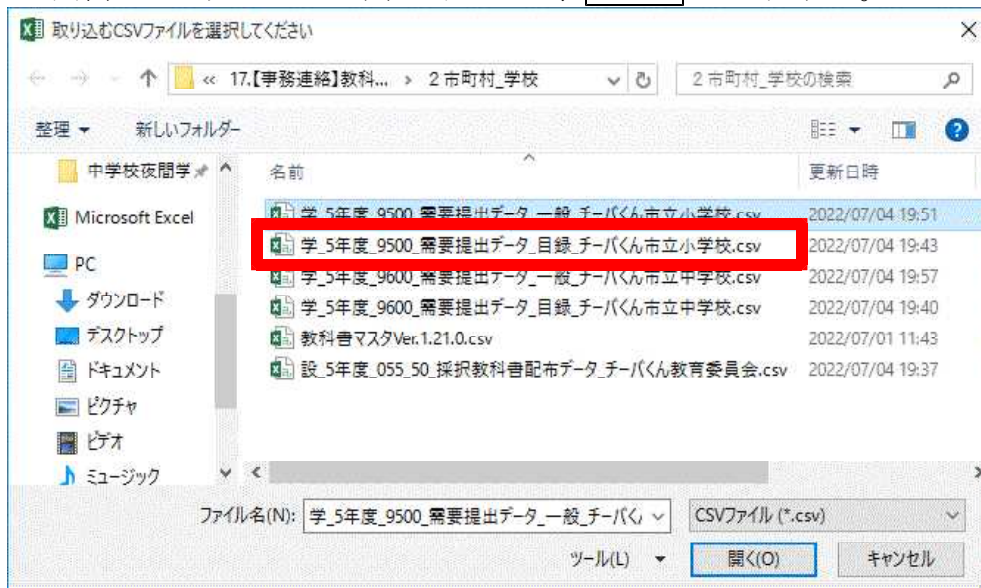 取り込むCSVファイルを選択してください
« 17.【事務連絡】教科... › 2 市町村_学校
2 市町村_学校の検索
整理 新しいフォルダー
名前 更新日時
中学校夜間学
Microsoft Excel
PC
ダウンロード
デスクトップ
ドキュメント
ピクチャ
ビデオ
ミュージック
学_5年度_9500_需要提出データ_一般_チーバくん市立小学校.csv 2022/07/04 19:51
学_5年度_9500_需要提出データ_目録_チーバくん市立小学校.csv 2022/07/04 19:43
学_5年度_9600_需要提出データ_一般_チーバくん市立中学校.csv 2022/07/04 19:57
学_5年度_9600_需要提出データ_目録_チーバくん市立中学校.csv 2022/07/04 19:40
教科書マスタVer.1.21.0.csv 2022/07/01 11:43
設_5年度_055_50_採択教科書配布データ_チーバくん教育委員会.csv 2022/07/04 19:37
ファイル名(N): 学_5年度_9500_需要提出データ_一般_チーバくん CSVファイル (*.csv)
ツール(L) 開く(O) キャンセル